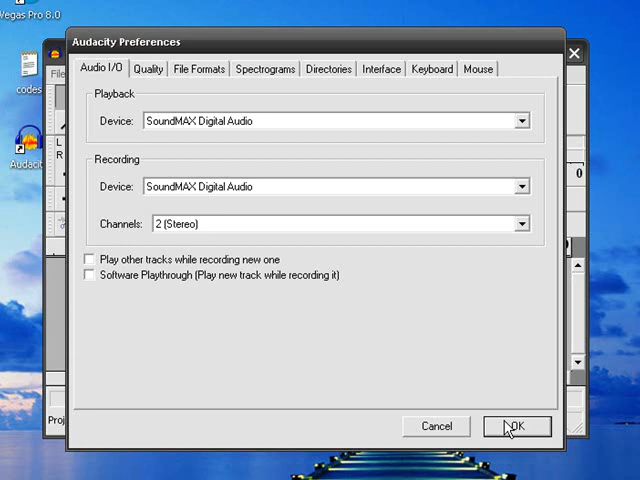 Vegas Pro 8.0
Audacity Preferences
codes
File
Audio I/O Quality File Formats Spectrograms Directories Interface Keyboard Mouse
Playback
Device: SoundMAX Digital Audio
L
R
Audacity
Recording
0
Device: SoundMAX Digital Audio
Channels: 2 (Stereo)
Play other tracks while recording new one
Software Playthrough (Play new track while recording it)
Proj
Cancel OK